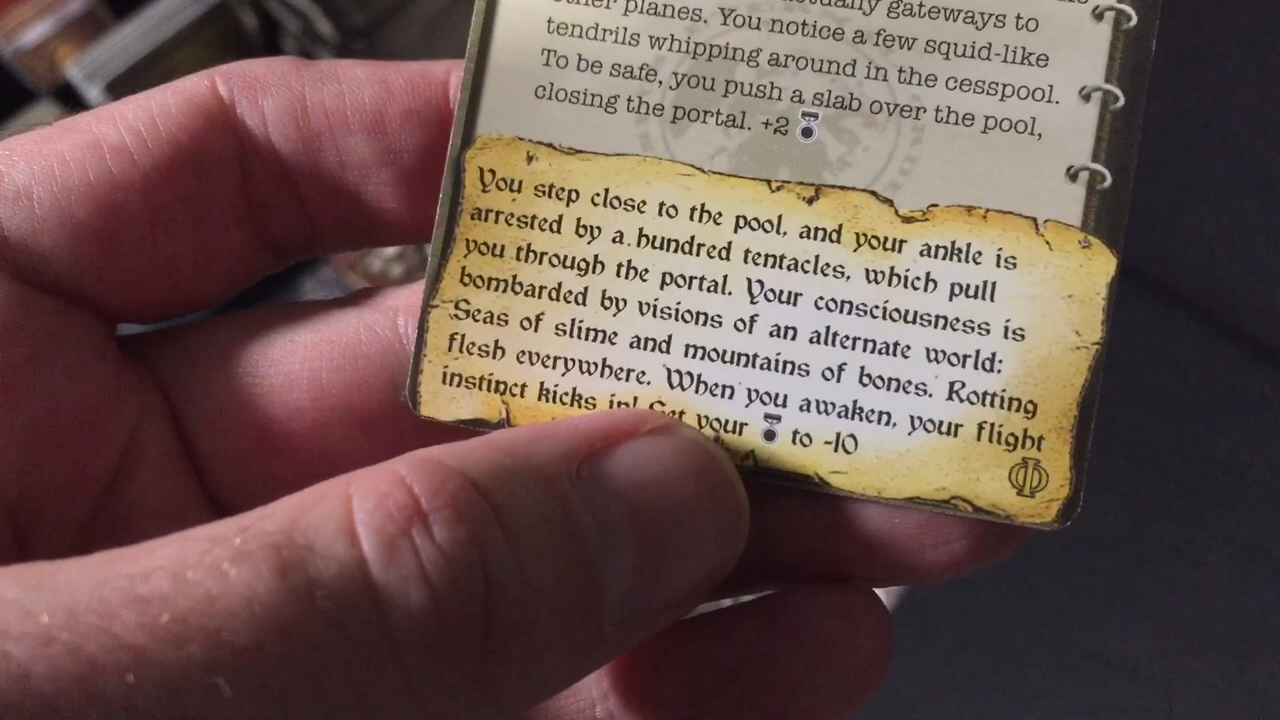 gateways to
other planes. You notice a few squid-like
tendrils whipping around in the cesspool.
To be safe, you push a slab over the pool,
closing the portal. +2
You step close to the pool, and your ankle is
arrested by a hundred tentacles, which pull
you through the portal. Your consciousness is
bombarded by visions of an alternate world:
Seas of slime and mountains of bones. Rotting
flesh everywhere. When you awaken, your flight
instinct kicks in! Set your to -10